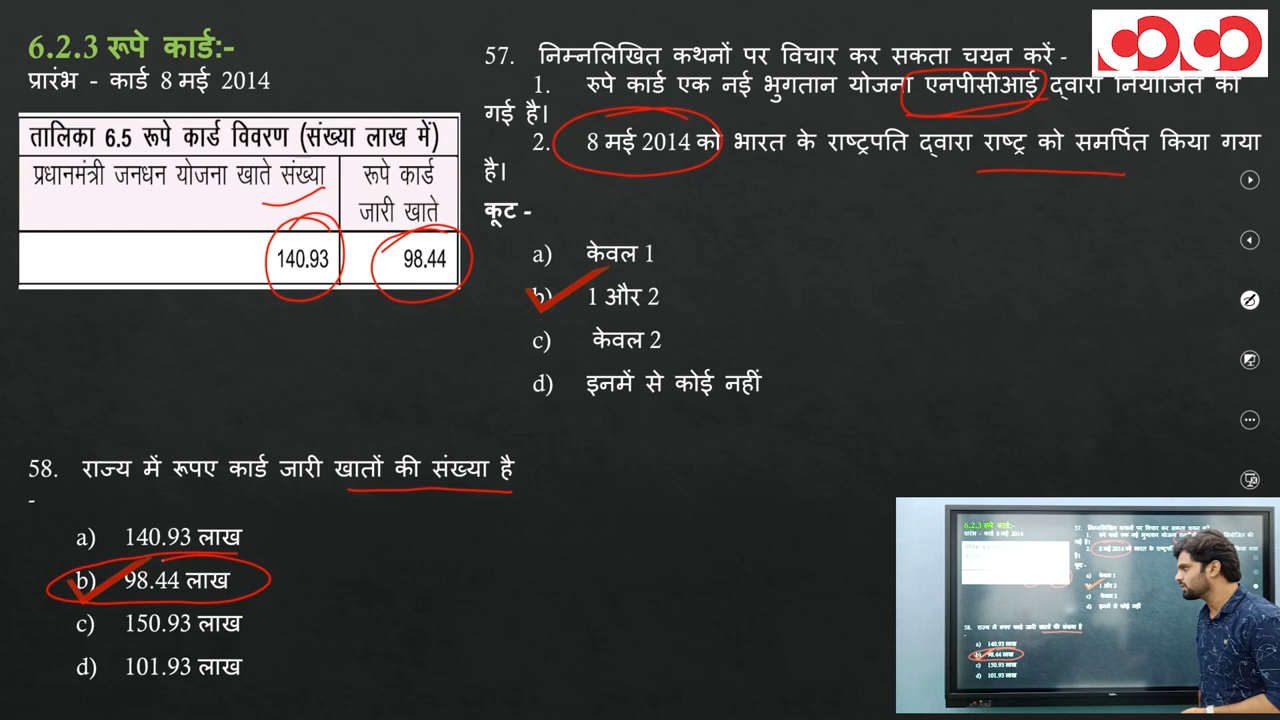 6.2.3 रूपे कार्ड:-
प्रारंभ - कार्ड 8 मई 2014
तालिका 6.5 रूपे कार्ड विवरण (संख्या लाख में)
प्रधानमंत्री जनधन योजना खाते संख्या
रूपे कार्ड
जारी खाते
140.93
98.44
57. निम्नलिखित कथनों पर विचार कर सकता चयन करें -
1. रुपे कार्ड एक नई भुगतान योजना एनपीसीआई द्वारा नियोजित की
गई है।
2. 8 मई 2014 को भारत के राष्ट्रपति द्वारा राष्ट्र को समर्पित किया गया
है।
कूट -
a) केवल 1
b) 1 और 2
c) केवल 2
d) इनमें से कोई नहीं
58. राज्य में रूपए कार्ड जारी खातों की संख्या है
-
a) 140.93 लाख
b) 98.44 लाख
c) 150.93 लाख
d) 101.93 लाख